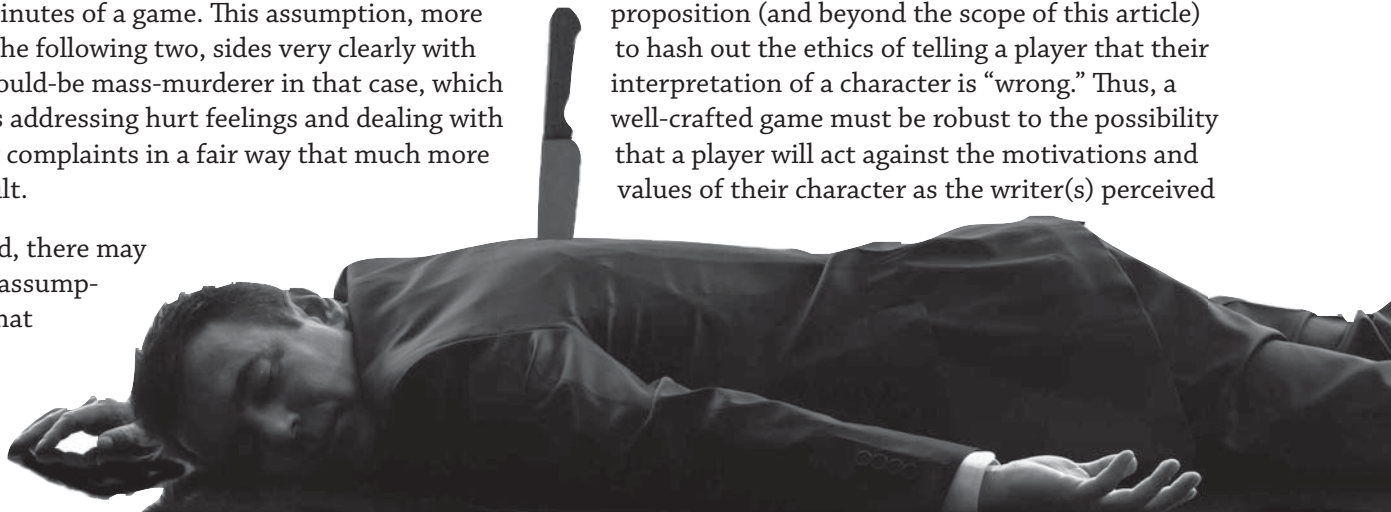 inutes of a game. This assumption, more
he following two, sides very clearly with
ould-be mass-murderer in that case, which
s addressing hurt feelings and dealing with
complaints in a fair way that much more
lt.
d, there may
assump-
hat
proposition (and beyond the scope of this article)
to hash out the ethics of telling a player that their
interpretation of a character is “wrong.” Thus, a
well-crafted game must be robust to the possibility
that a player will act against the motivations and
values of their character as the writer(s) perceived